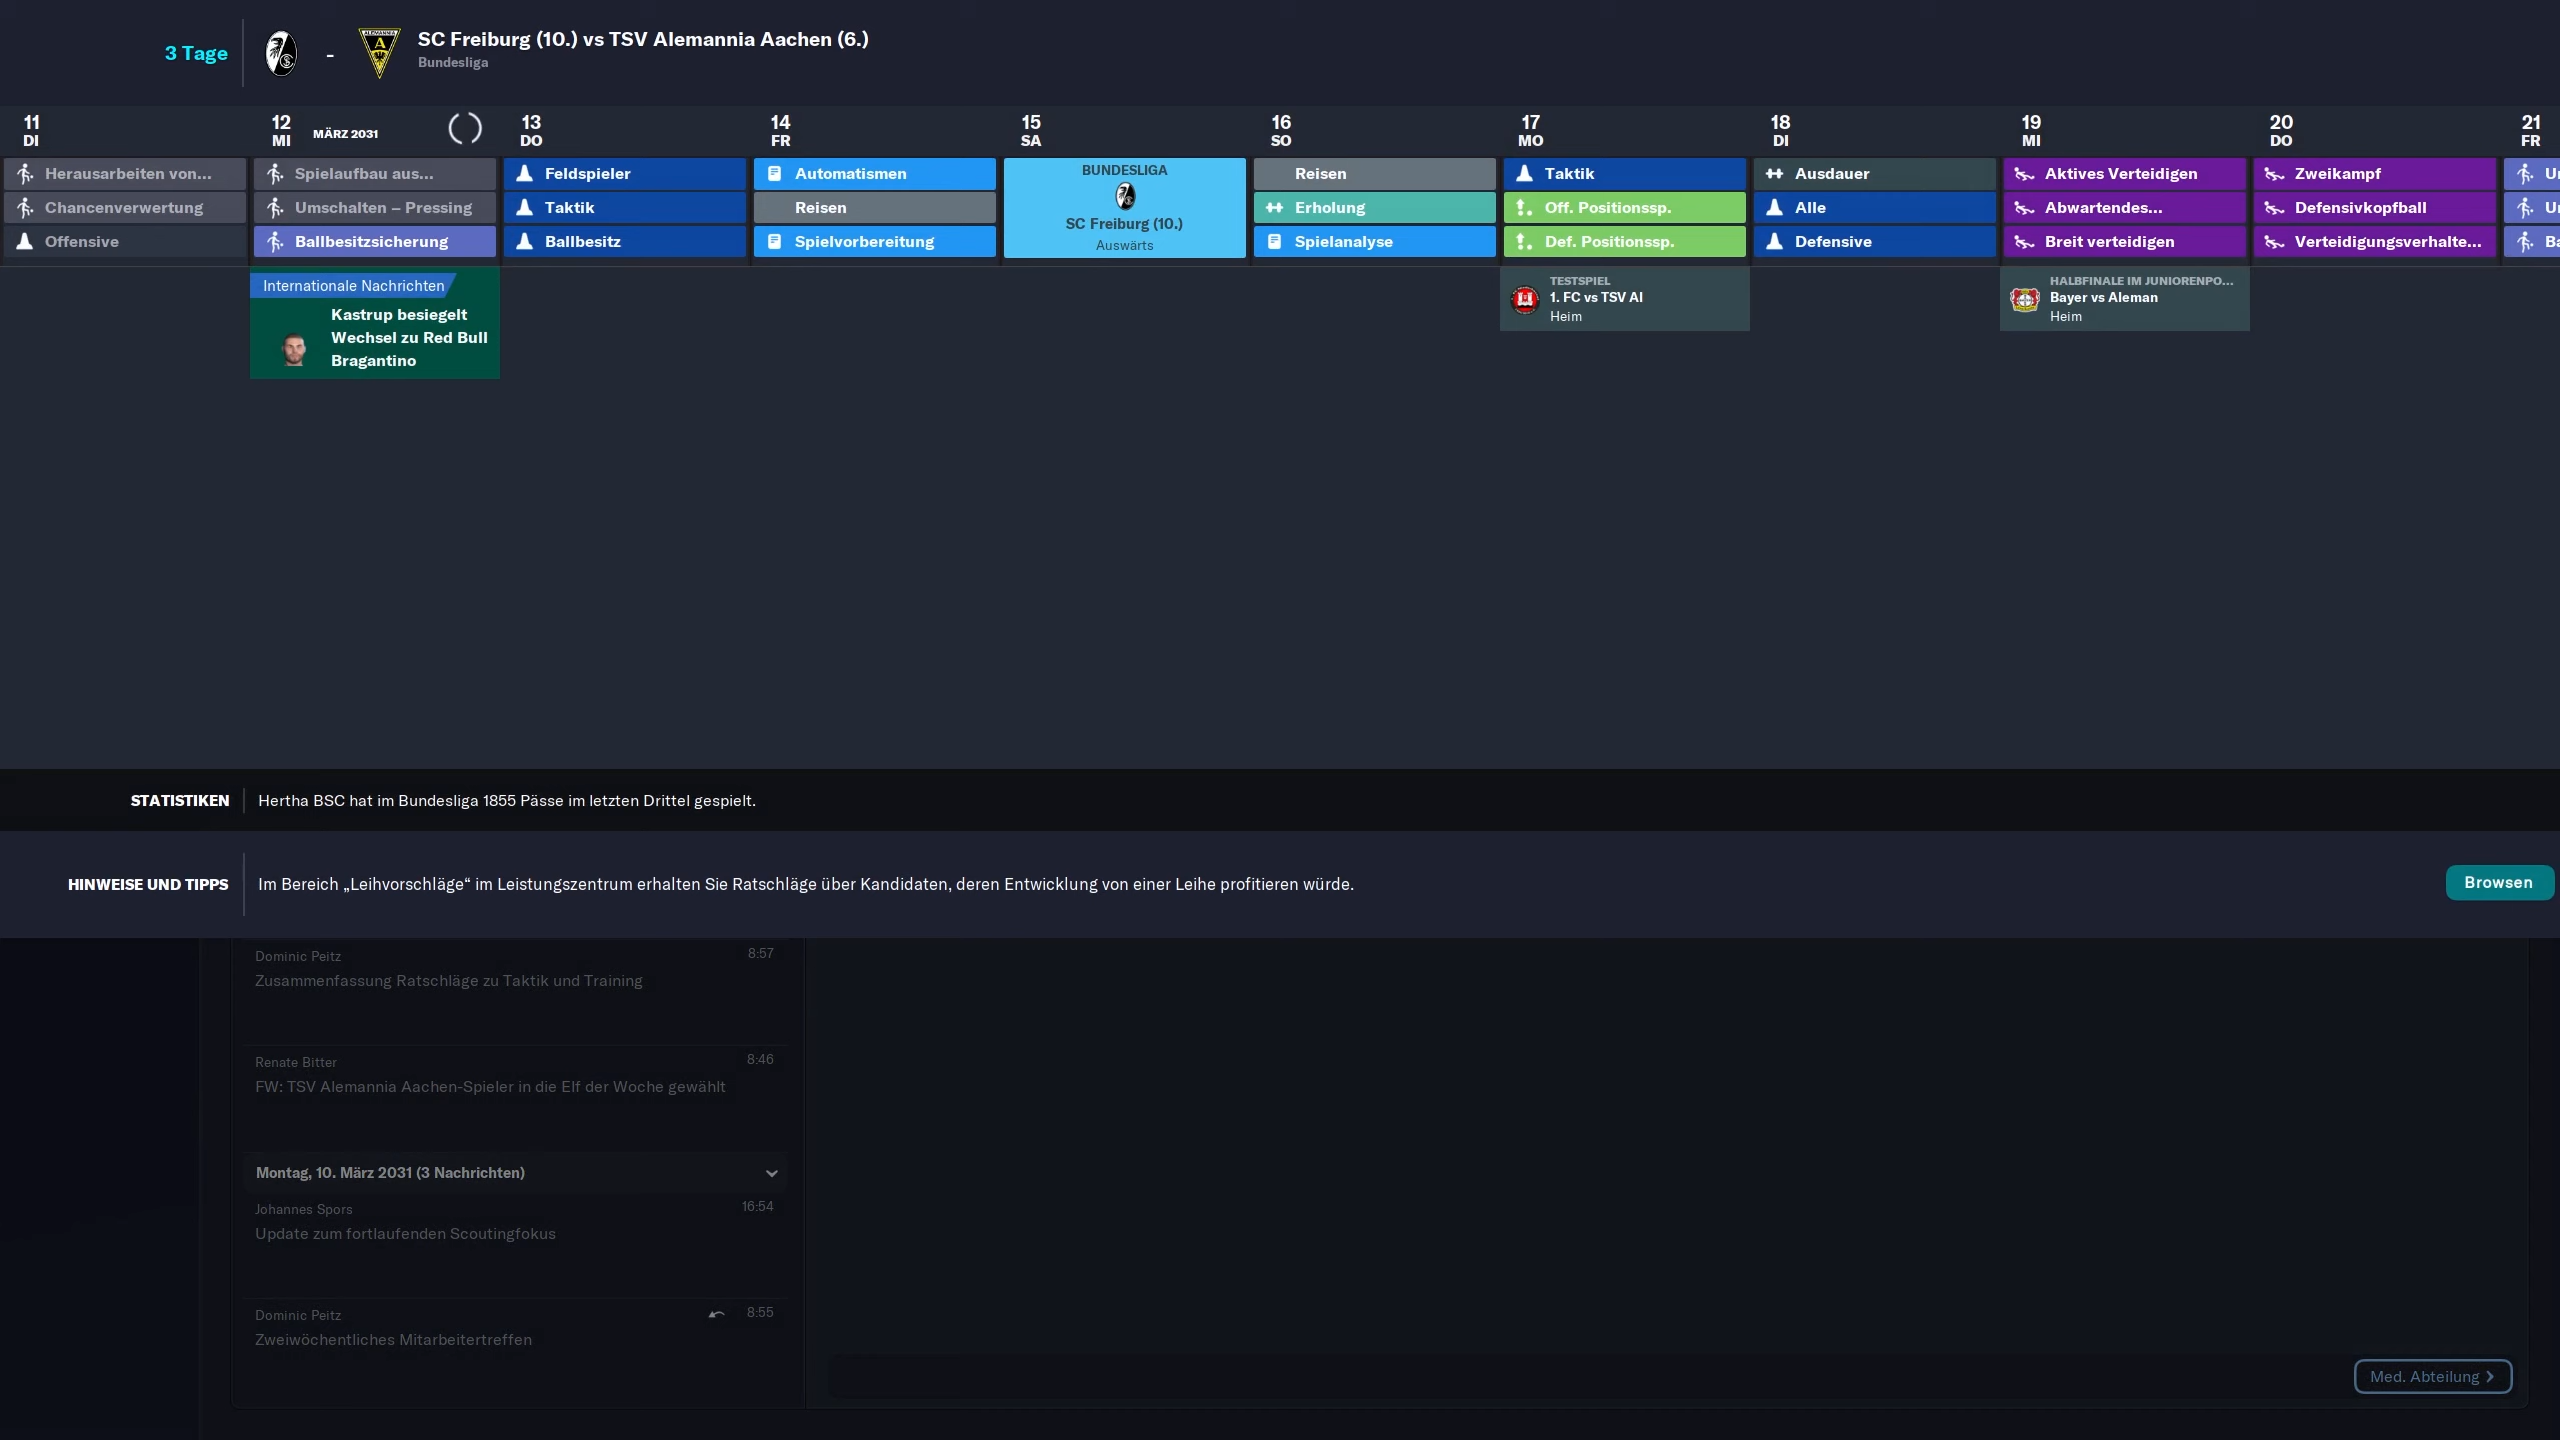 3 Tage
-
SC Freiburg (10.) vs TSV Alemannia Aachen (6.)
Bundesliga
11
DI
12
MI
MÄRZ 2031
13
DO
14
FR
15
SA
16
SO
17
MO
18
DI
19
MI
20
DO
21
FR
Herausarbeiten von...
Chancenverwertung
Offensive
Spielaufbau aus...
Umschalten – Pressing
Ballbesitzsicherung
Feldspieler
Taktik
Ballbesitz
Automatismen
Reisen
Spielvorbereitung
BUNDESLIGA
SC Freiburg (10.)
Auswärts
Reisen
Erholung
Spielanalyse
Taktik
Off. Positionssp.
Def. Positionssp.
Ausdauer
Alle
Defensive
Aktives Verteidigen
Abwartendes...
Breit verteidigen
Zweikampf
Defensivkopfball
Verteidigungsverhalte...
Internationale Nachrichten
Kastrup besiegelt
Wechsel zu Red Bull
Bragantino
TESTSPIEL
1. FC vs TSV Al
Heim
HALBFINALE IM JUNIORENPO...
Bayer vs Aleman
Heim
STATISTIKEN
Hertha BSC hat im Bundesliga 1855 Pässe im letzten Drittel gespielt.
HINWEISE UND TIPPS
Im Bereich „Leihvorschläge“ im Leistungszentrum erhalten Sie Ratschläge über Kandidaten, deren Entwicklung von einer Leihe profitieren würde.
Browsen
Dominic Peitz
8:57
Zusammenfassung Ratschläge zu Taktik und Training
Renate Bitter
8:46
FW: TSV Alemannia Aachen-Spieler in die Elf der Woche gewählt
Montag, 10. März 2031 (3 Nachrichten)
Johannes Spors
16:54
Update zum fortlaufenden Scoutingfokus
Dominic Peitz
8:55
Zweiwöchentliches Mitarbeitertreffen
Med. Abteilung